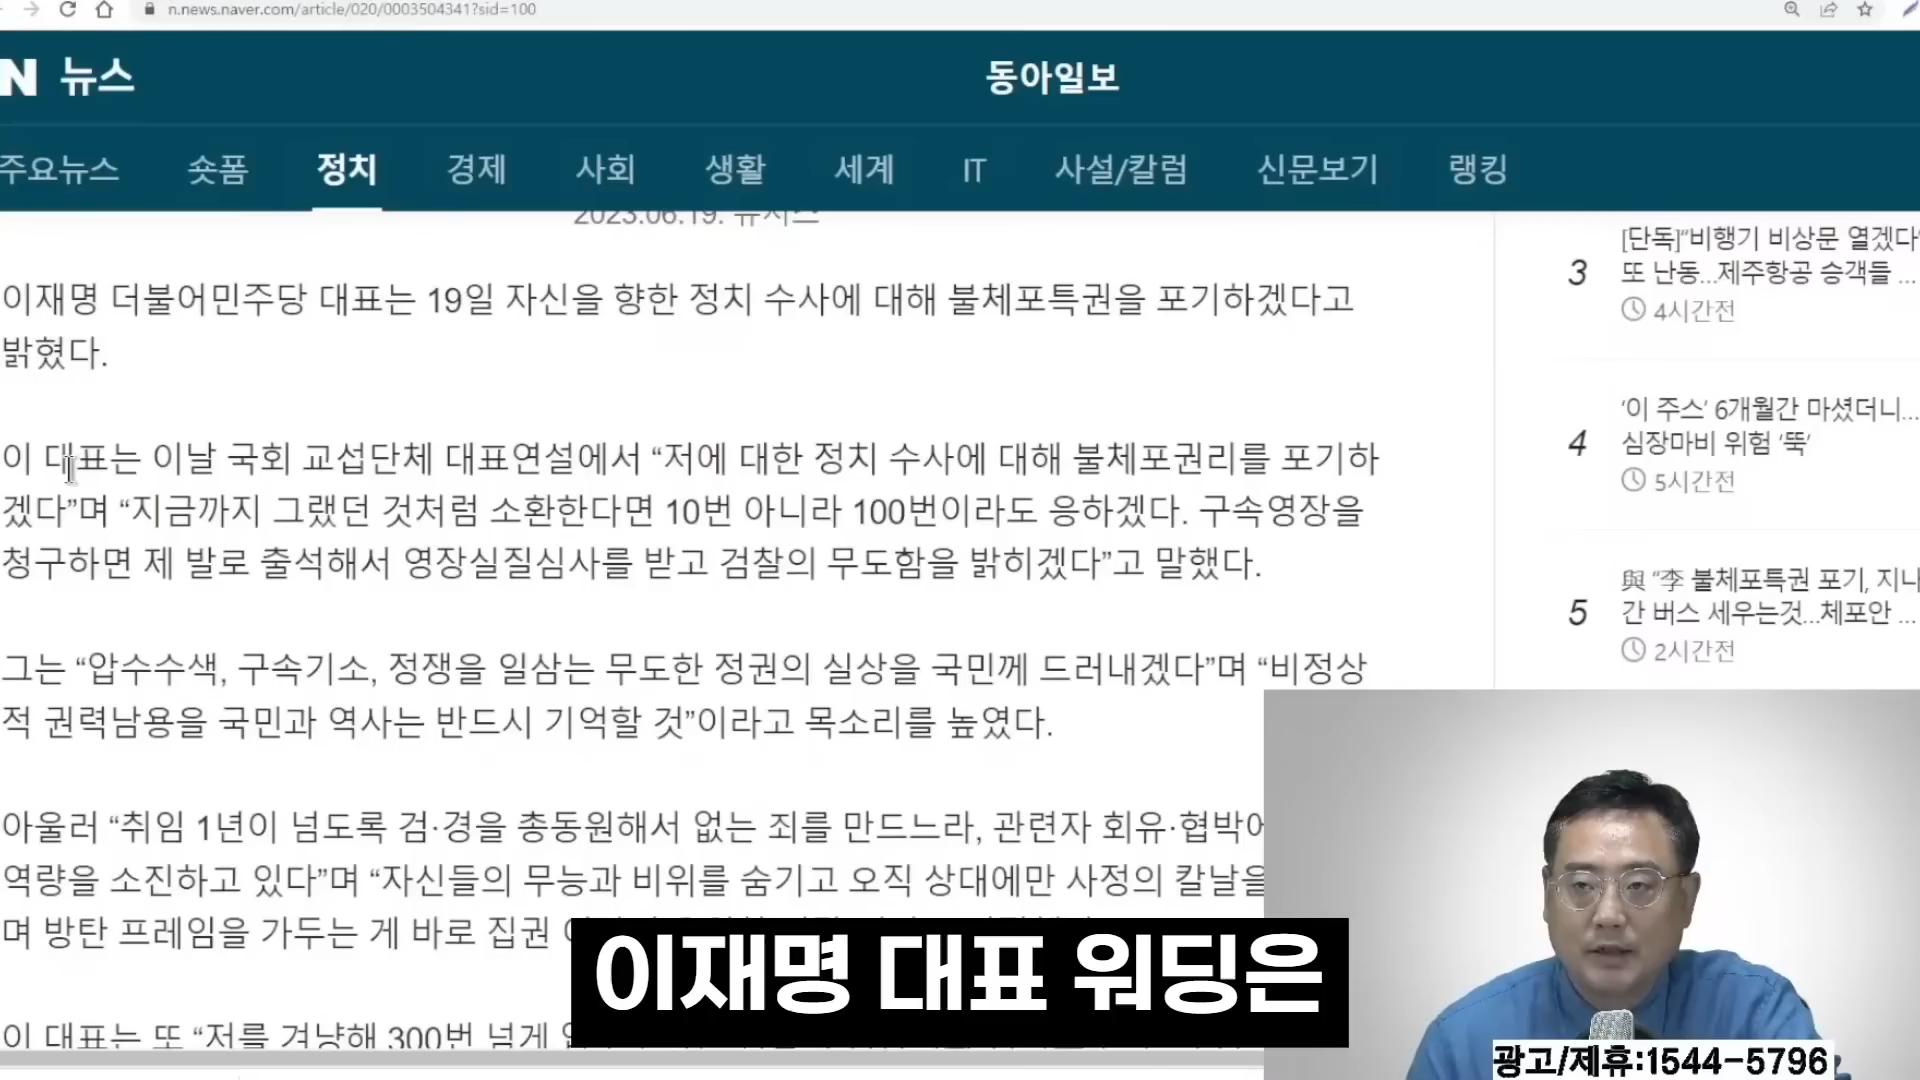 n.news.naver.com/article/020/0003504341?sid=100
N 뉴스
동아일보
주요뉴스 숏폼 정치 경제 사회 생활 세계 IT 사설/칼럼 신문보기 랭킹
2023.06.19. 뉴시스
이재명 더불어민주당 대표는 19일 자신을 향한 정치 수사에 대해 불체포특권을 포기하겠다고
밝혔다.
이 대표는 이날 국회 교섭단체 대표연설에서 “저에 대한 정치 수사에 대해 불체포권리를 포기하
겠다”며 “지금까지 그랬던 것처럼 소환한다면 10번 아니라 100번이라도 응하겠다. 구속영장을
청구하면 제 발로 출석해서 영장실질심사를 받고 검찰의 무도함을 밝히겠다”고 말했다.
그는 “압수수색, 구속기소, 정쟁을 일삼는 무도한 정권의 실상을 국민께 드러내겠다”며 “비정상
적 권력남용을 국민과 역사는 반드시 기억할 것”이라고 목소리를 높였다.
아울러 “취임 1년이 넘도록 검·경을 총동원해서 없는 죄를 만드느라, 관련자 회유·협박에
역량을 소진하고 있다”며 “자신들의 무능과 비위를 숨기고 오직 상대에만 사정의 칼날을
며 방탄 프레임을 가두는 게 바로 집권
이 대표는 또 “저를 겨냥해 300번 넘게
3
[단독]“비행기 비상문 열겠다”
또 난동…제주항공 승객들 …
4시간전
4
‘이 주스’ 6개월간 마셨더니…
심장마비 위험 ‘뚝’
5시간전
5
與 “李 불체포특권 포기, 지나
간 버스 세우는것…체포안 …
2시간전
이재명 대표 워딩은
광고/제휴:1544-5796